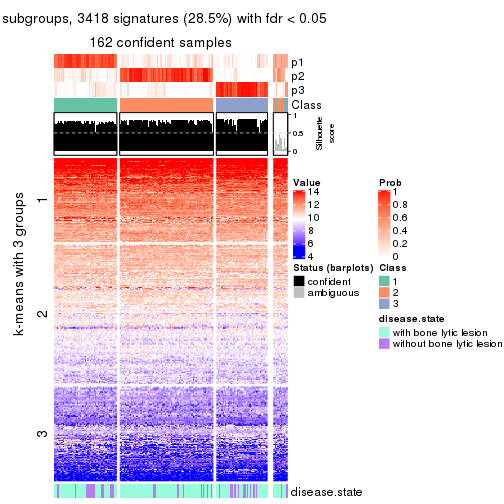 subgroups, 3418 signatures (28.5%) with fdr < 0.05
162 confident samples
p1
p2
p3
Class
1
0.5
0
Silhouette
score
k-means with 3 groups
1
2
3
Value
14
12
10
8
6
4
Prob
1
0.8
0.6
0.4
0.2
0
Status (barplots)
confident
ambiguous
Class
1
2
3
disease.state
with bone lytic lesion
without bone lytic lesion
disease.state